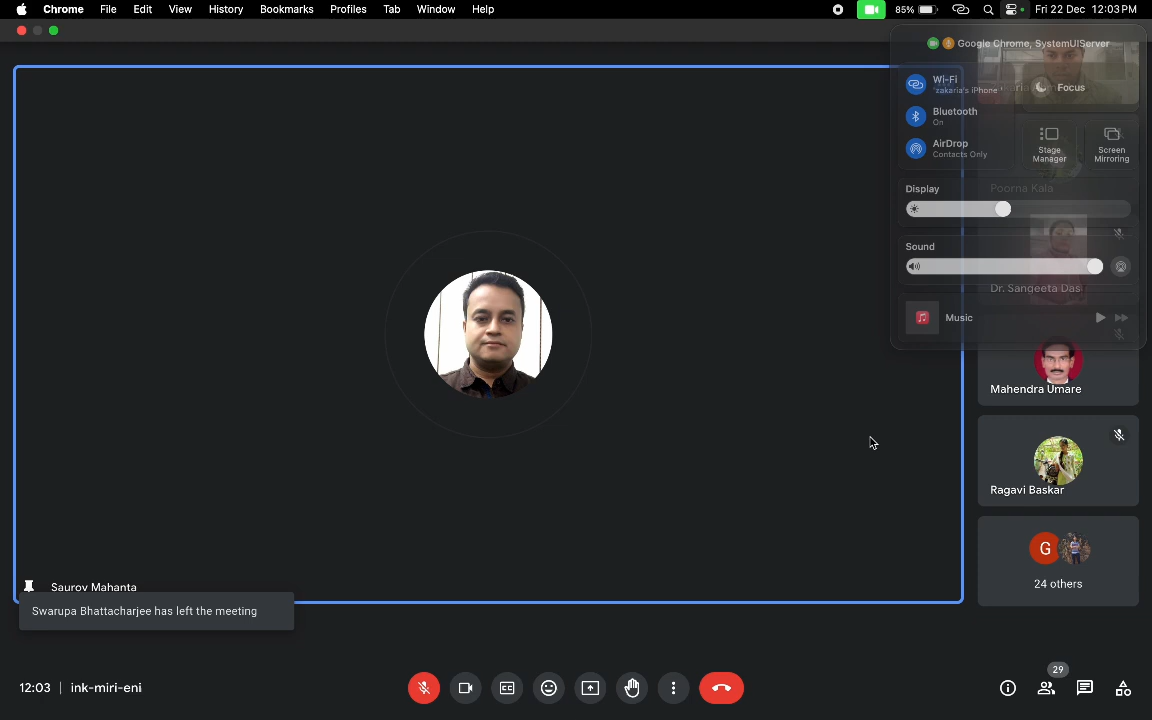 Chrome File Edit View History Bookmarks Profiles Tab Window Help 85% Fri 22 Dec 12:03 PM
Google Chrome, SystemUIServer
Wi-Fi
zakaria's iPhone
Focus
Bluetooth
On
AirDrop
Contacts Only
Stage
Manager
Screen
Mirroring
Display
Poorna Kala
Sound
Dr. Sangeeta Das
Music
Mahendra Umare
Ragavi Baskar
G
24 others
Saurov Mahanta
Swarupa Bhattacharjee has left the meeting
29
12:03 | ink-miri-eni